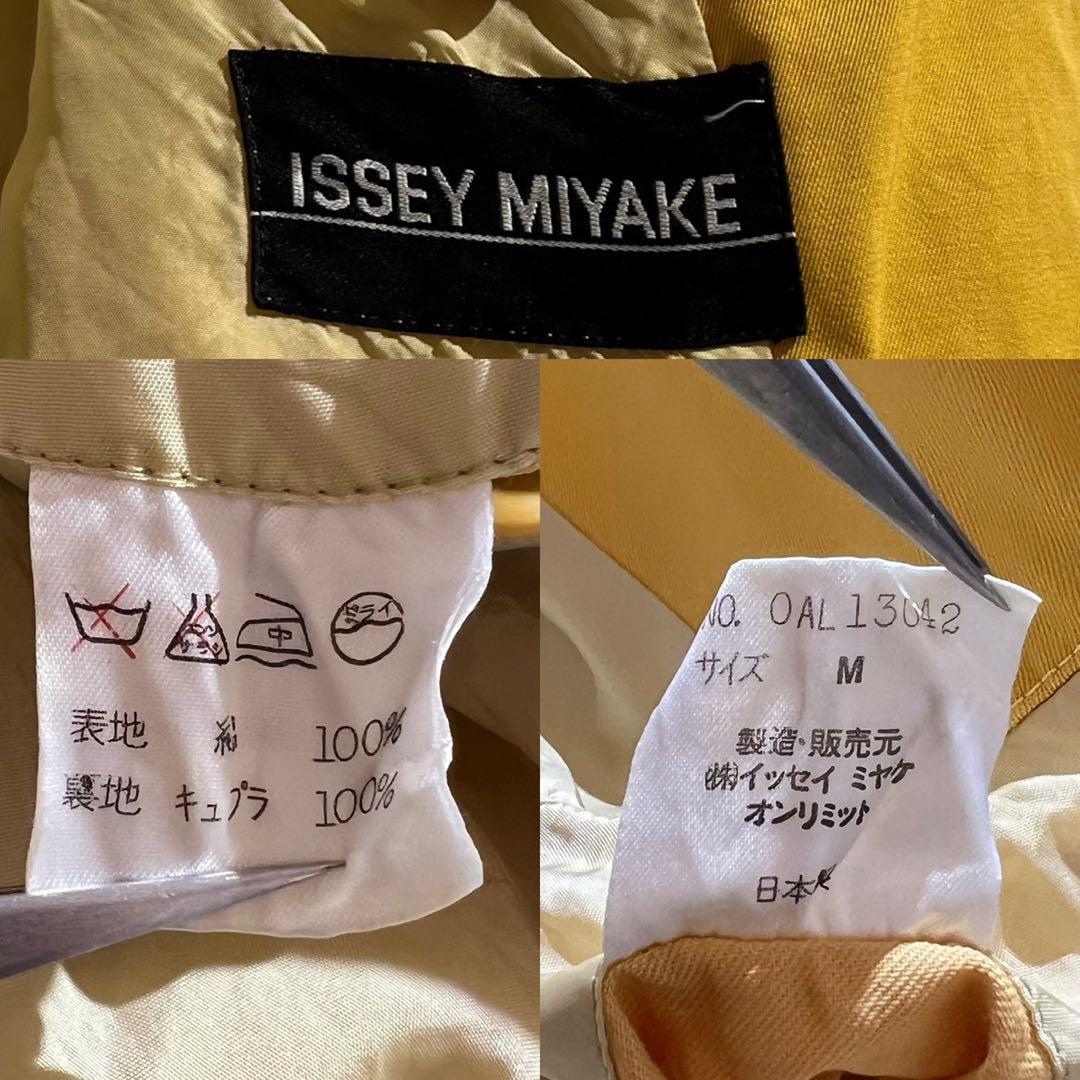 ISSEY MIYAKE
ドライ
中
表地 絹 100%
裏地 キュプラ 100%
NO. 0AL13042
サイズ M
製造・販売元
㈱イッセイ ミヤケ
オンリミット
日本